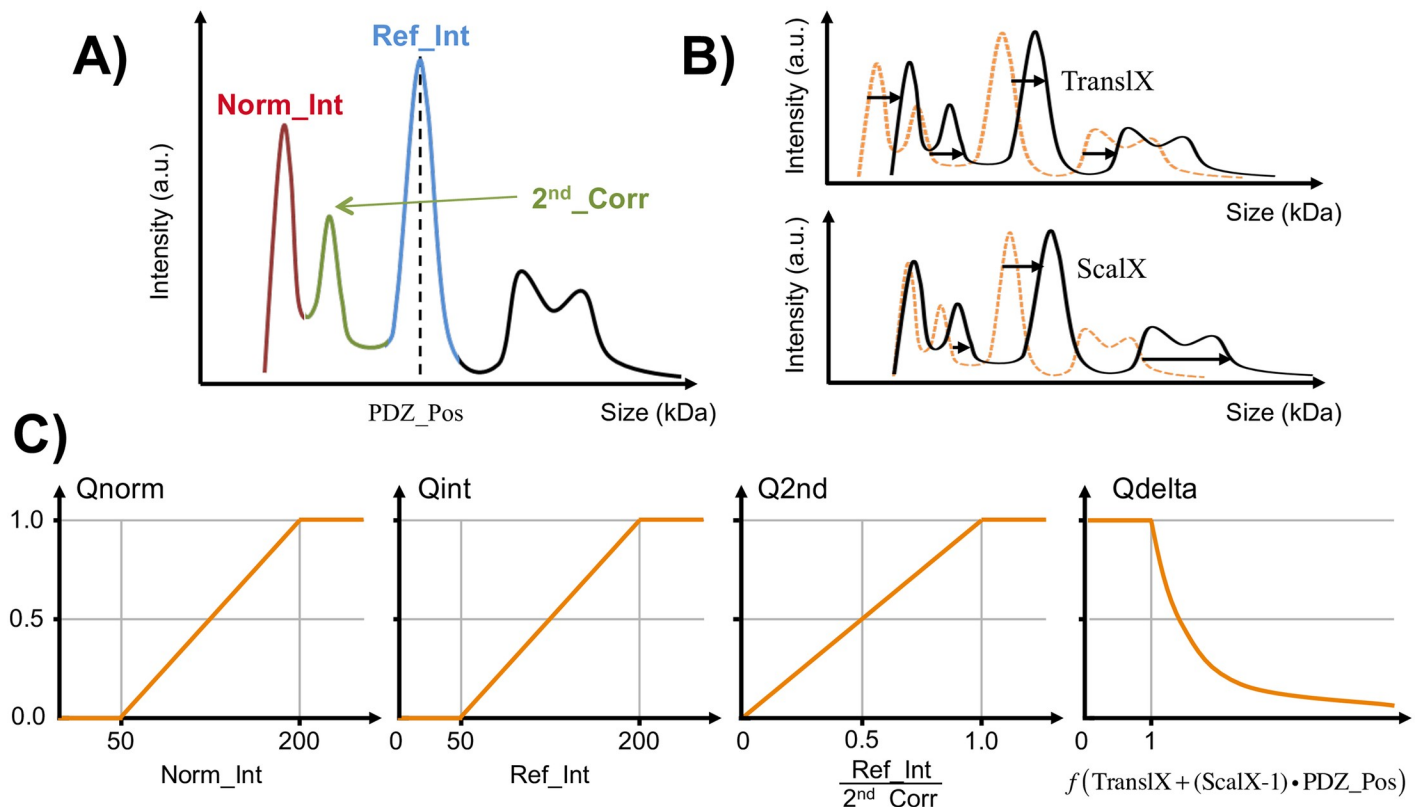 A)
Norm_Int
Ref_Int
2nd_Corr
Intensity (a.u.)
PDZ_Pos
Size (kDa)
B)
Intensity (a.u.)
TranslX
Size (kDa)
Intensity (a.u.)
ScalX
Size (kDa)
C)
Qnorm
1.0
0.5
0.0
50
200
Norm_Int
Qint
0
50
200
Ref_Int
Q2nd
0
0.5
1.0
Ref_Int
2nd Corr
Qdelta
0
1
f(TranslX+(ScalX-1)•PDZ_Pos)